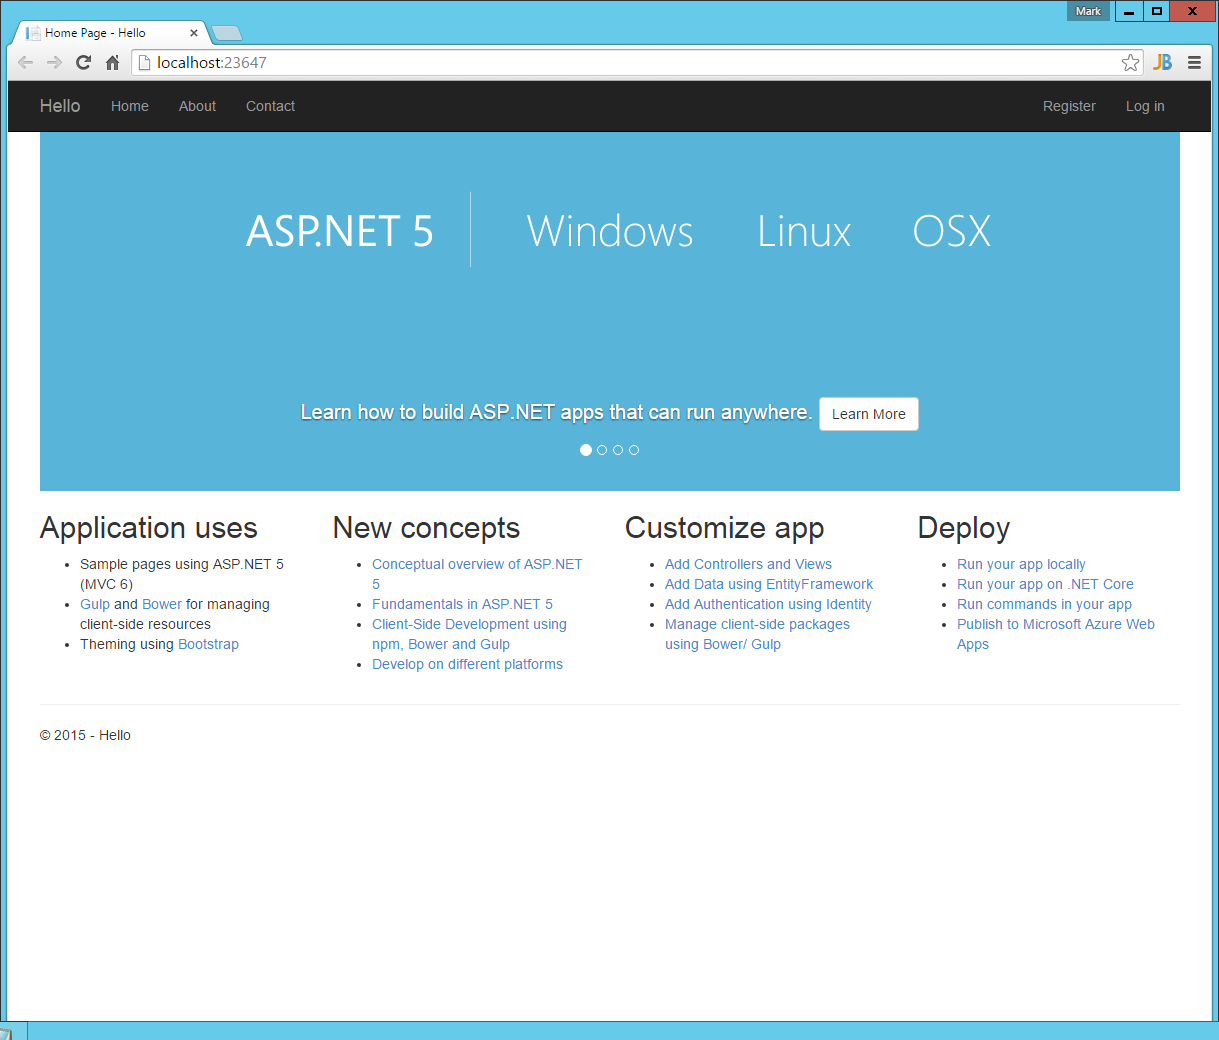 Mark
Home Page - Hello
localhost:23647
JB
Hello Home About Contact Register Log in
ASP.NET 5 Windows Linux OSX
Learn how to build ASP.NET apps that can run anywhere. Learn More
Application uses
Sample pages using ASP.NET 5
(MVC 6)
Gulp and Bower for managing
client-side resources
Theming using Bootstrap
New concepts
Conceptual overview of ASP.NET
5
Fundamentals in ASP.NET 5
Client-Side Development using
npm, Bower and Gulp
Develop on different platforms
Customize app
Add Controllers and Views
Add Data using EntityFramework
Add Authentication using Identity
Manage client-side packages
using Bower/ Gulp
Deploy
Run your app locally
Run your app on .NET Core
Run commands in your app
Publish to Microsoft Azure Web
Apps
© 2015 - Hello